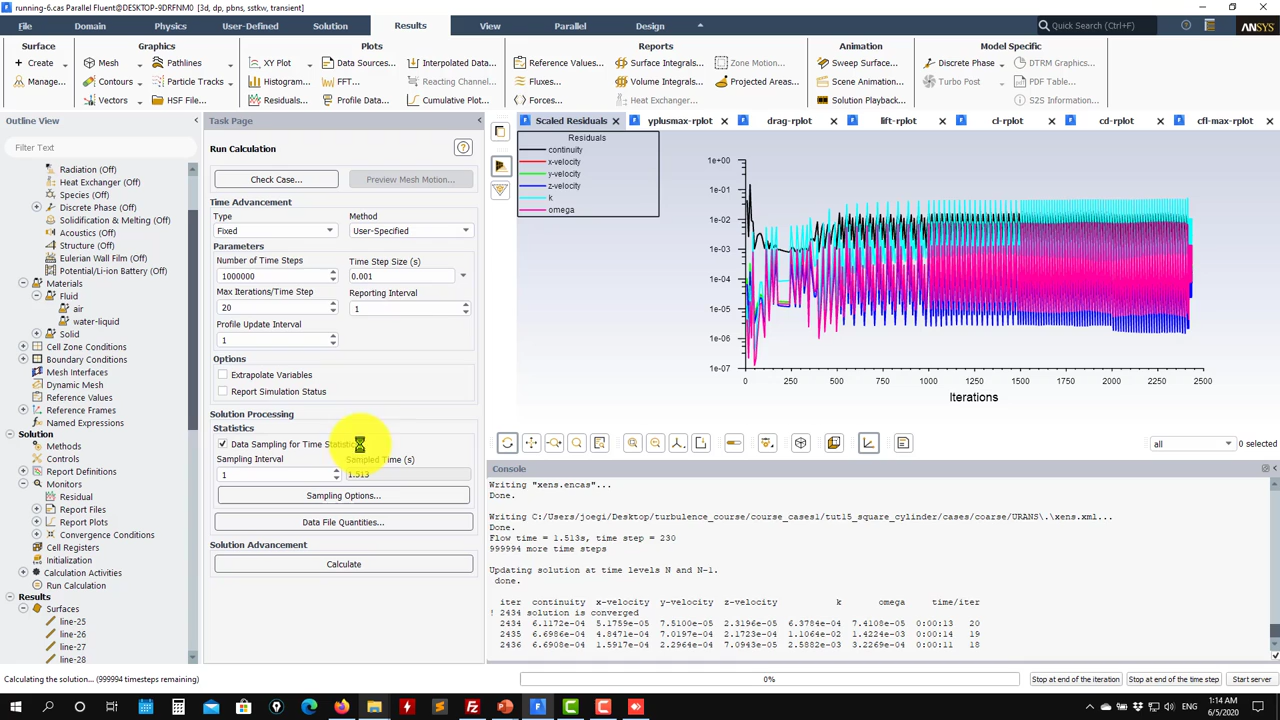 running-6.cas Parallel Fluent@DESKTOP-9DRFNM0 [3d, dp, pbns, sstkw, transient]
File Domain Physics User-Defined Solution Results View Parallel Design Quick Search (Ctrl+F) ANSYS
Surface Graphics Plots Reports Animation Model Specific
Create Mesh Pathlines XY Plot Data Sources... Interpolated Data... Reference Values... Surface Integrals... Zone Motion... Sweep Surface... Discrete Phase DTRM Graphics...
Manage... Contours Particle Tracks Histogram... FFT... Reacting Channel... Fluxes... Volume Integrals... Projected Areas... Scene Animation... Turbo Post PDF Table...
Vectors HSF File... Residuals... Profile Data... Cumulative Plot... Forces... Heat Exchanger... Solution Playback... S2S Information...
Outline View
Filter Text
Radiation (Off)
Heat Exchanger (Off)
Species (Off)
Discrete Phase (Off)
Solidification & Melting (Off)
Acoustics (Off)
Structure (Off)
Eulerian Wall Film (Off)
Potential/Li-ion Battery (Off)
Materials
Fluid
air
water-liquid
Solid
Cell Zone Conditions
Boundary Conditions
Mesh Interfaces
Dynamic Mesh
Reference Values
Reference Frames
Named Expressions
Solution
Methods
Controls
Report Definitions
Monitors
Residual
Report Files
Report Plots
Convergence Conditions
Cell Registers
Initialization
Calculation Activities
Run Calculation
Results
Surfaces
line-25
line-26
line-27
line-28
Task Page
Run Calculation
Check Case... Preview Mesh Motion...
Time Advancement
Type Method
Fixed User-Specified
Parameters
Number of Time Steps Time Step Size (s)
1000000 0.001
Max Iterations/Time Step Reporting Interval
20 1
Profile Update Interval
1
Options
Extrapolate Variables
Report Simulation Status
Solution Processing
Statistics
Data Sampling for Time Statistics
Sampling Interval Sampled Time (s)
1 1.513
Sampling Options...
Data File Quantities...
Solution Advancement
Calculate
Scaled Residuals yplusmax-rplot drag-rplot lift-rplot cl-rplot cd-rplot cfl-max-rplot
Residuals
continuity
x-velocity
y-velocity
z-velocity
k
omega
1e+00
1e-01
1e-02
1e-03
1e-04
1e-05
1e-06
1e-07
0 250 500 750 1000 1250 1500 1750 2000 2250 2500
Iterations
all 0 selected
Console
Writing "xens.encas"...
Done.
Writing C:/Users/joegi/Desktop/turbulence_course/course_cases1/tut15_square_cylinder/cases/coarse/URANS\.\xens.xml...
Done.
Flow time = 1.513s, time step = 230
999994 more time steps
Updating solution at time levels N and N-1.
done.
iter continuity x-velocity y-velocity z-velocity k omega time/iter
! 2434 solution is converged
2434 6.1172e-04 5.1759e-05 7.5100e-05 2.3196e-05 6.3784e-04 7.4108e-05 0:00:13 20
2435 6.6986e-04 4.8471e-04 7.0197e-04 2.1723e-04 1.1064e-02 1.4224e-03 0:00:12 19
2436 6.6908e-04 1.5917e-04 2.2964e-04 7.0943e-05 2.5882e-03 3.2269e-04 0:00:11 18
Calculating the solution... (999994 timesteps remaining) 0% Stop at end of the iteration Stop at end of the time step Start server
ENG 1:14 AM
6/5/2020